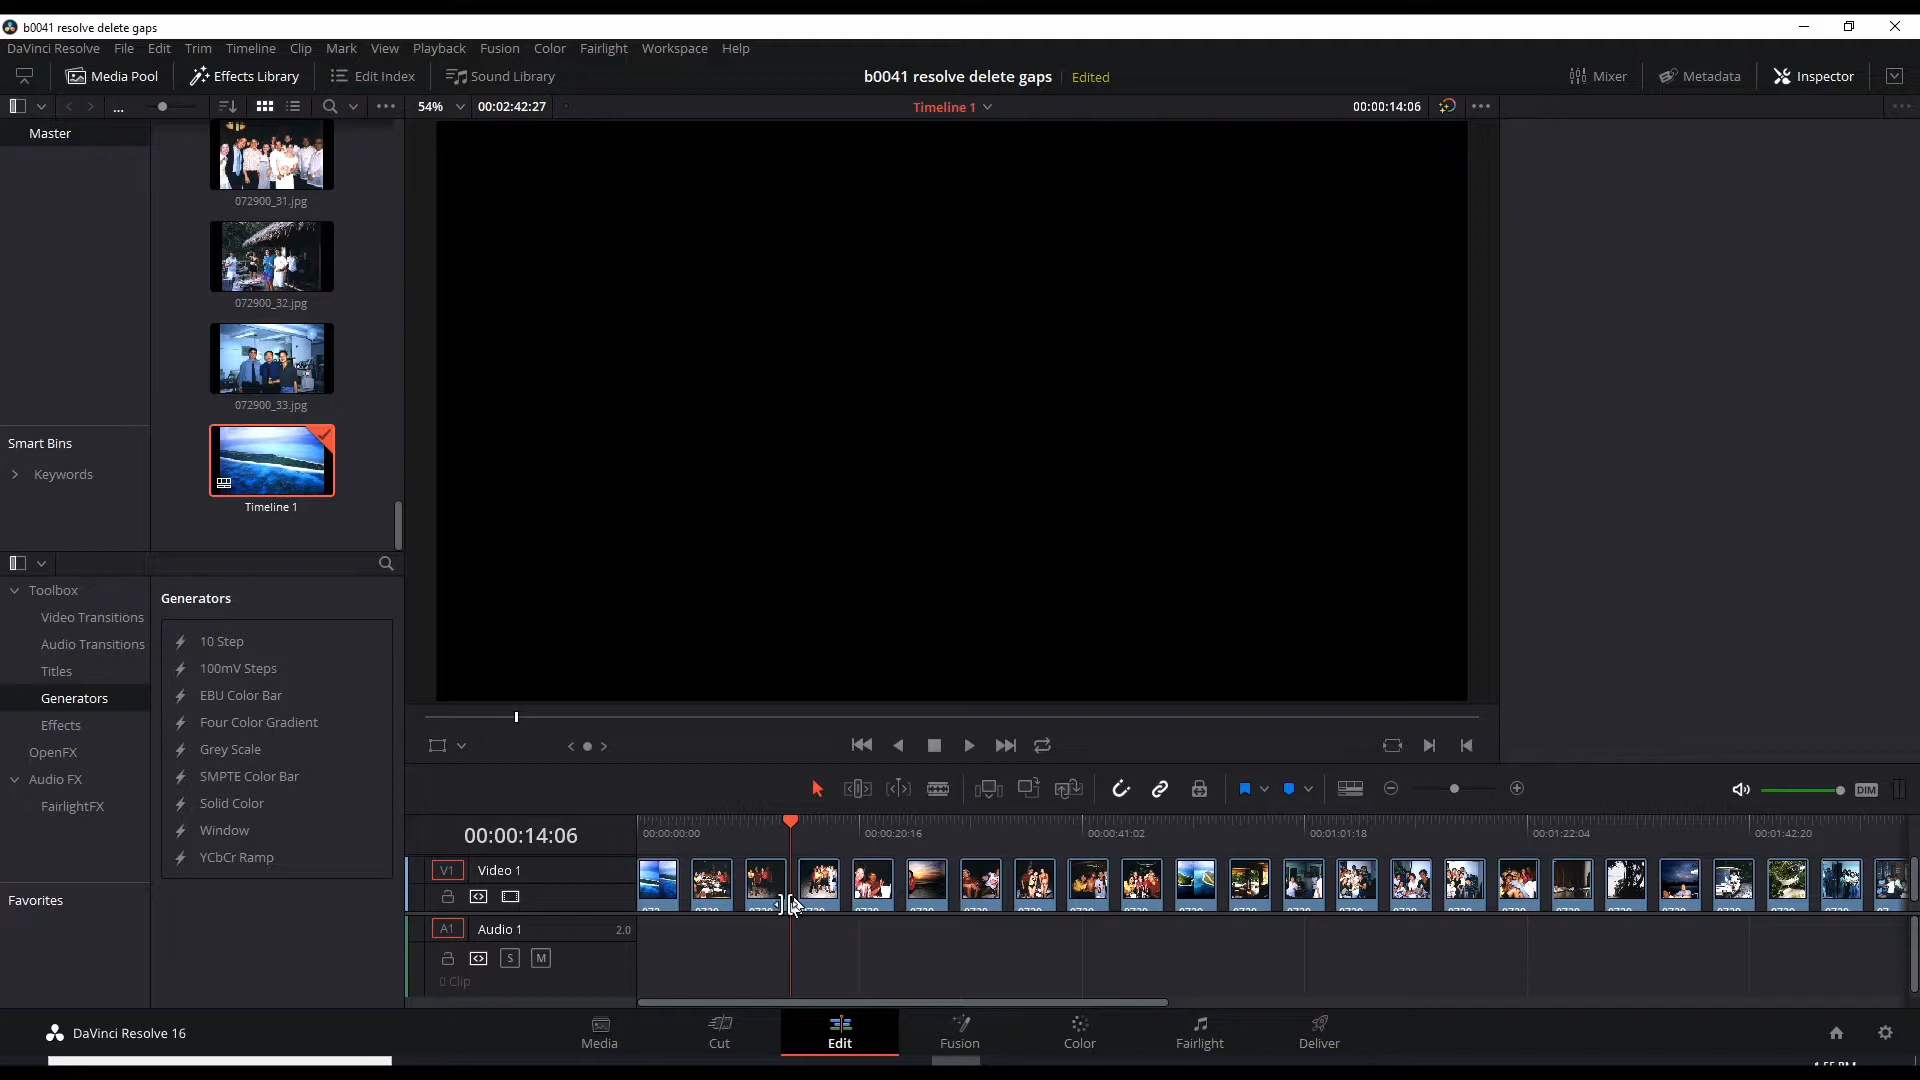 b0041 resolve delete gaps
DaVinci Resolve File Edit Trim Timeline Clip Mark View Playback Fusion Color Fairlight Workspace Help
Media Pool Effects Library Edit Index Sound Library b0041 resolve delete gaps Edited Mixer Metadata Inspector
... 54% 00:02:42:27 Timeline 1 00:00:14:06
Master
072900_31.jpg
072900_32.jpg
072900_33.jpg
Timeline 1
Smart Bins
Keywords
Toolbox
Video Transitions
Audio Transitions
Titles
Generators
Effects
OpenFX
Audio FX
FairlightFX
Favorites
Generators
10 Step
100mV Steps
EBU Color Bar
Four Color Gradient
Grey Scale
SMPTE Color Bar
Solid Color
Window
YCbCr Ramp
DIM
00:00:14:06 00:00:00:00 00:00:20:16 00:00:41:02 00:01:01:18 00:01:22:04 00:01:42:20
V1 Video 1
A1 Audio 1 2.0
S M
0 Clip
DaVinci Resolve 16 Media Cut Edit Fusion Color Fairlight Deliver